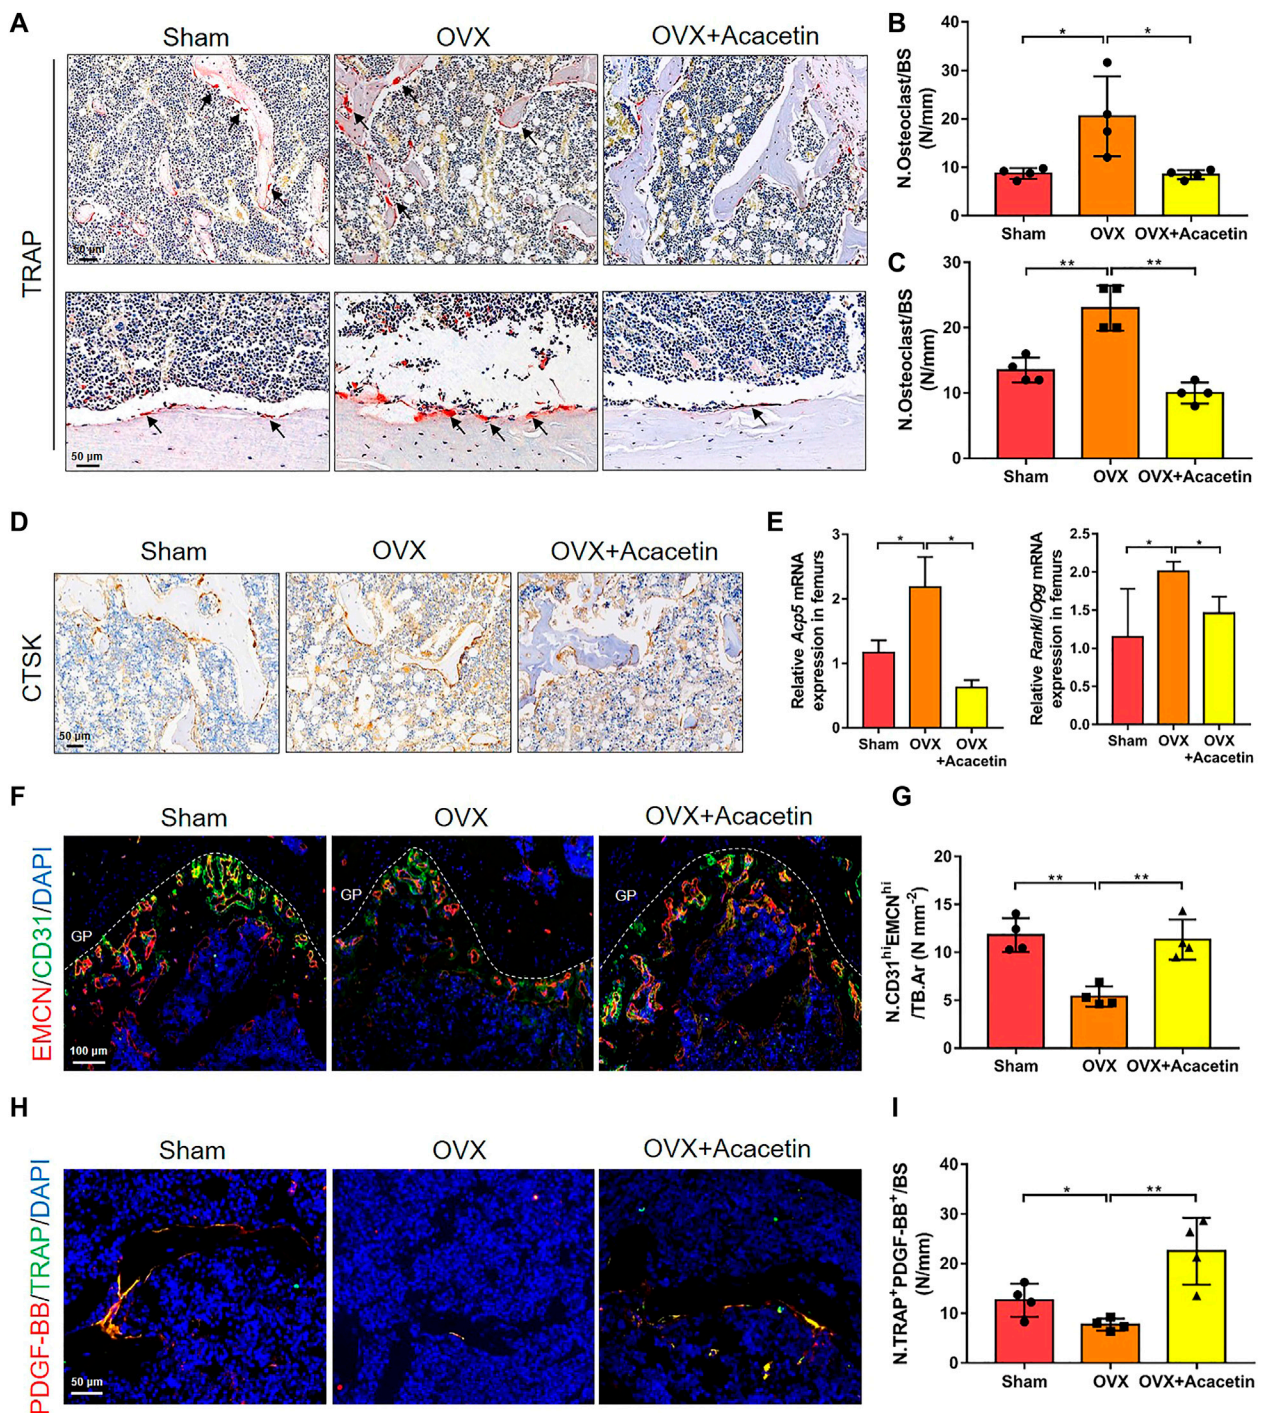 A
Sham
OVX
OVX+Acacetin
TRAP
50 µm
50 µm
B
N.Osteoclast/BS
(N/mm)
40
30
20
10
0
*
*
Sham
OVX
OVX+Acacetin
C
N.Osteoclast/BS
(N/mm)
30
20
10
0
**
**
Sham
OVX
OVX+Acacetin
D
Sham
OVX
OVX+Acacetin
CTSK
50 µm
E
Relative Acp5 mRNA
expression in femurs
3
2
1
0
*
*
Sham
OVX
OVX
+Acacetin
Relative Rankl/Opg mRNA
expression in femurs
2.5
2.0
1.5
1.0
0.5
0.0
*
*
Sham
OVX
OVX
+Acacetin
F
Sham
OVX
OVX+Acacetin
EMCN/CD31/DAPI
GP
GP
100 µm
G
N.CD31hiEMCNhi
/TB.Ar (N mm-2)
20
15
10
5
0
**
**
Sham
OVX
OVX+Acacetin
H
Sham
OVX
OVX+Acacetin
PDGF-BB/TRAP/DAPI
50 µm
I
N.TRAP+PDGF-BB+/BS
(N/mm)
40
30
20
10
0
*
**
Sham
OVX
OVX+Acacetin